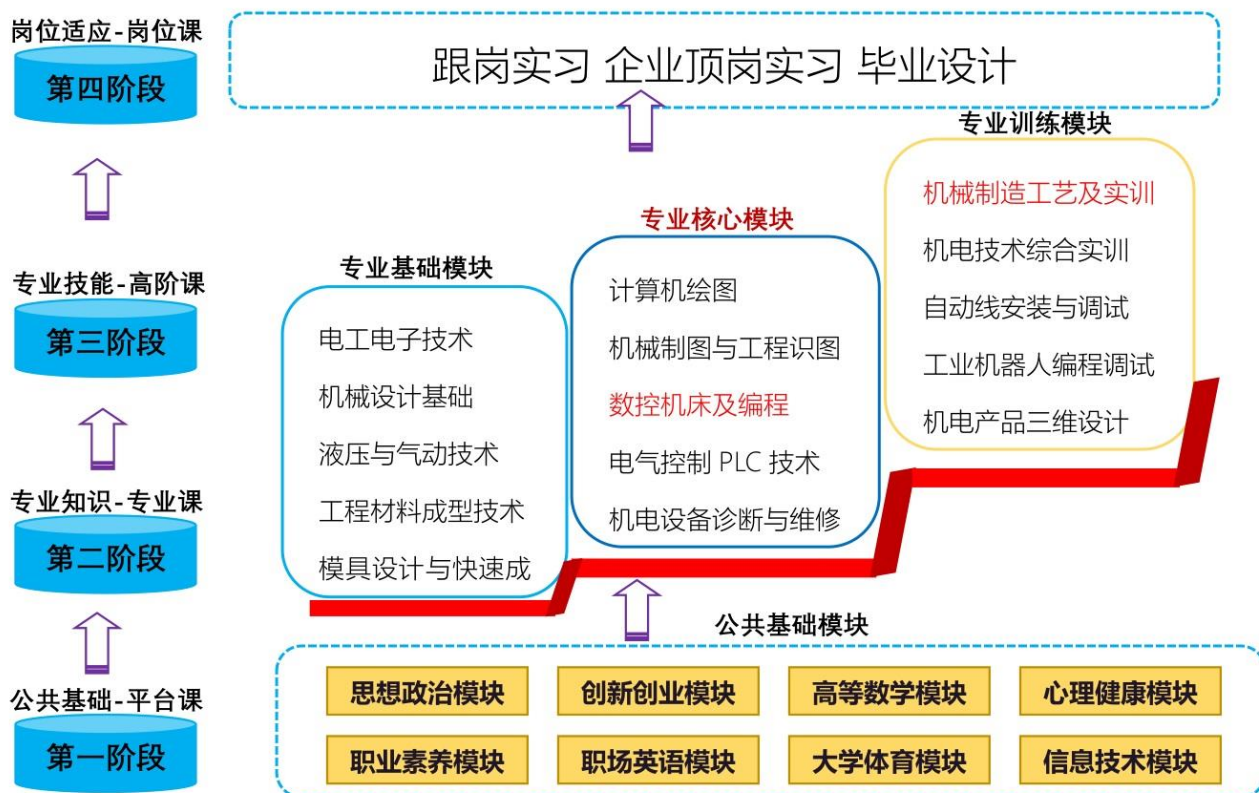 岗位适应-岗位课
第四阶段
跟岗实习 企业顶岗实习 毕业设计
专业技能-高阶课
第三阶段
专业知识-专业课
第二阶段
公共基础-平台课
第一阶段
专业基础模块
电工电子技术
机械设计基础
液压与气动技术
工程材料成型技术
模具设计与快速成
专业核心模块
计算机绘图
机械制图与工程识图
数控机床及编程
电气控制 PLC 技术
机电设备诊断与维修
专业训练模块
机械制造工艺及实训
机电技术综合实训
自动线安装与调试
工业机器人编程调试
机电产品三维设计
公共基础模块
思想政治模块 创新创业模块 高等数学模块 心理健康模块
职业素养模块 职场英语模块 大学体育模块 信息技术模块